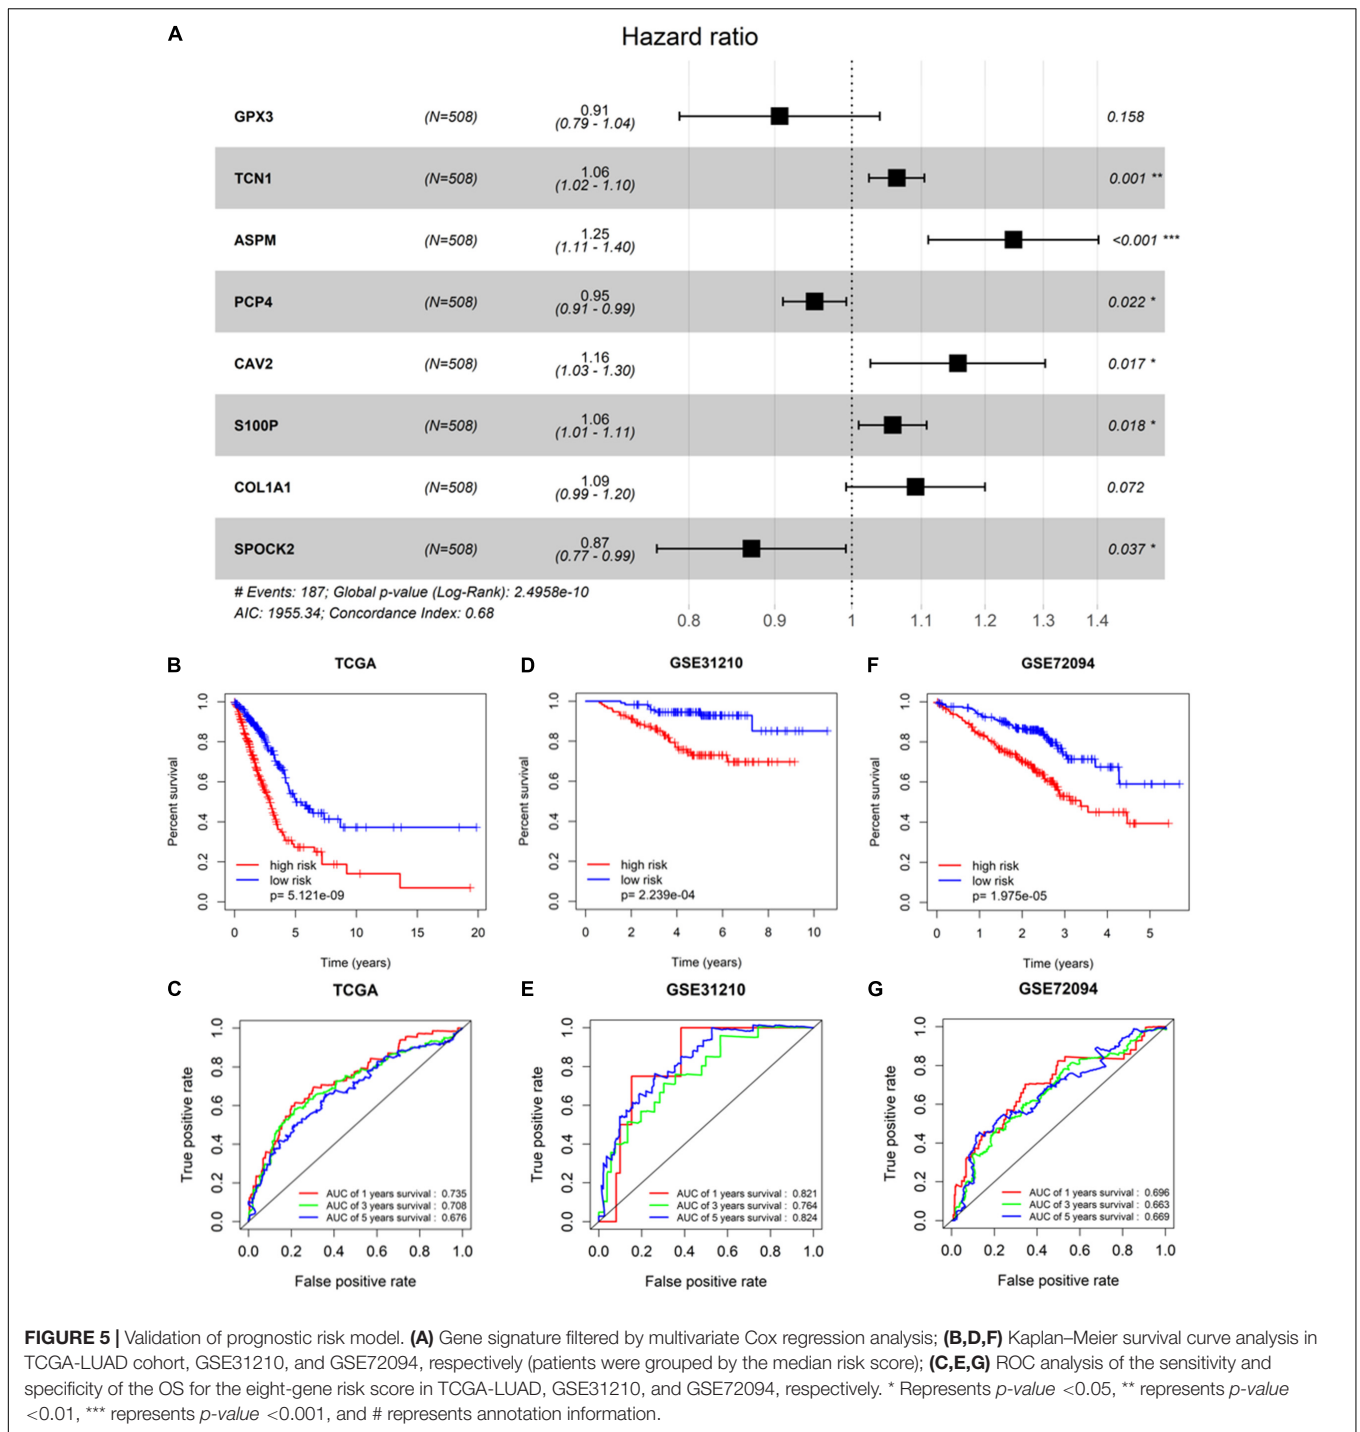 A
Hazard ratio
GPX3 (N=508) 0.91 (0.79 - 1.04) 0.158
TCN1 (N=508) 1.06 (1.02 - 1.10) 0.001 **
ASPM (N=508) 1.25 (1.11 - 1.40) <0.001 ***
PCP4 (N=508) 0.95 (0.91 - 0.99) 0.022 *
CAV2 (N=508) 1.16 (1.03 - 1.30) 0.017 *
S100P (N=508) 1.06 (1.01 - 1.11) 0.018 *
COL1A1 (N=508) 1.09 (0.99 - 1.20) 0.072
SPOCK2 (N=508) 0.87 (0.77 - 0.99) 0.037 *
# Events: 187; Global p-value (Log-Rank): 2.4958e-10
AIC: 1955.34; Concordance Index: 0.68
0.8 0.9 1 1.1 1.2 1.3 1.4
B TCGA
Percent survival
1.0
0.8
0.6
0.4
0.2
0.0
high risk
low risk
p= 5.121e-09
0 5 10 15 20
Time (years)
D GSE31210
Percent survival
1.0
0.8
0.6
0.4
0.2
0.0
high risk
low risk
p= 2.239e-04
0 2 4 6 8 10
Time (years)
F GSE72094
Percent survival
1.0
0.8
0.6
0.4
0.2
0.0
high risk
low risk
p= 1.975e-05
0 1 2 3 4 5
Time (years)
C TCGA
True positive rate
1.0
0.8
0.6
0.4
0.2
0.0
AUC of 1 years survival : 0.735
AUC of 3 years survival : 0.708
AUC of 5 years survival : 0.676
0.0 0.2 0.4 0.6 0.8 1.0
False positive rate
E GSE31210
True positive rate
1.0
0.8
0.6
0.4
0.2
0.0
AUC of 1 years survival : 0.821
AUC of 3 years survival : 0.764
AUC of 5 years survival : 0.824
0.0 0.2 0.4 0.6 0.8 1.0
False positive rate
G GSE72094
True positive rate
1.0
0.8
0.6
0.4
0.2
0.0
AUC of 1 years survival : 0.696
AUC of 3 years survival : 0.663
AUC of 5 years survival : 0.669
0.0 0.2 0.4 0.6 0.8 1.0
False positive rate
FIGURE 5 | Validation of prognostic risk model. (A) Gene signature filtered by multivariate Cox regression analysis; (B,D,F) Kaplan–Meier survival curve analysis in
TCGA-LUAD cohort, GSE31210, and GSE72094, respectively (patients were grouped by the median risk score); (C,E,G) ROC analysis of the sensitivity and
specificity of the OS for the eight-gene risk score in TCGA-LUAD, GSE31210, and GSE72094, respectively. * Represents p-value <0.05, ** represents p-value
<0.01, *** represents p-value <0.001, and # represents annotation information.